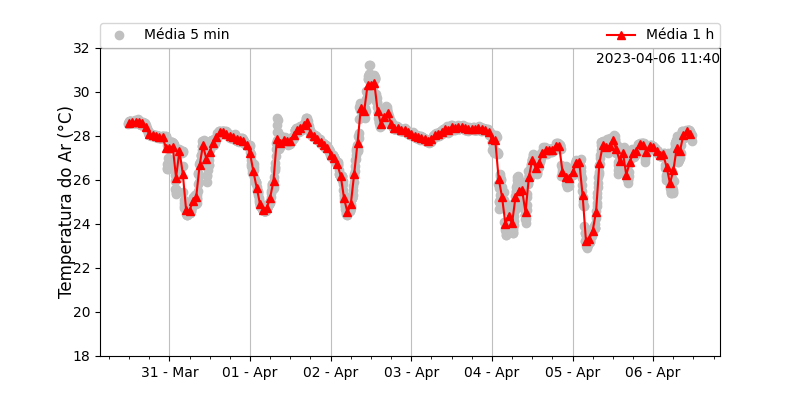 Média 5 min
Média 1 h
2023-04-06 11:40
Temperatura do Ar (°C)
32
30
28
26
24
22
20
18
31 - Mar
01 - Apr
02 - Apr
03 - Apr
04 - Apr
05 - Apr
06 - Apr